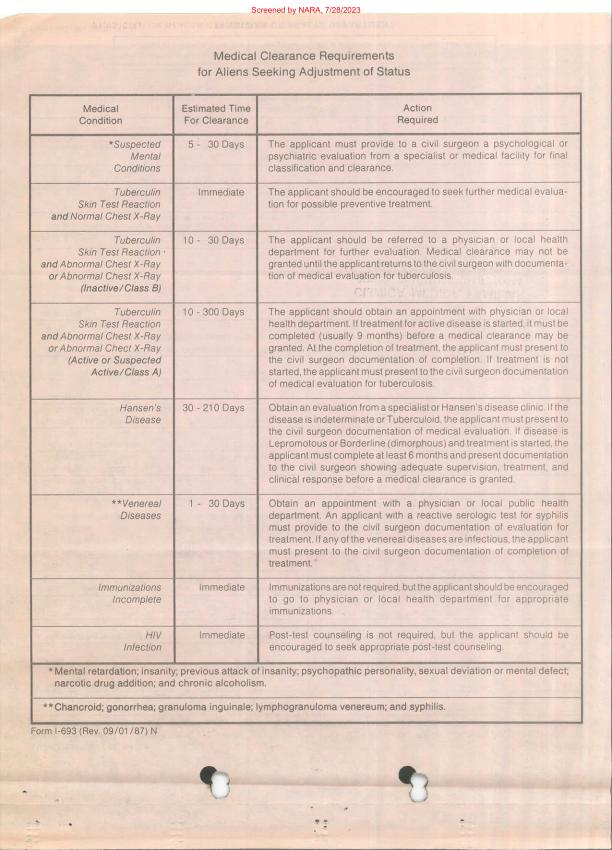 Screened by NARA, 7/28/2023
Medical Clearance Requirements
for Aliens Seeking Adjustment of Status
Medical
Condition
Estimated Time
For Clearance
Action
Required
*Suspected
Mental
Conditions
5 - 30 Days
The applicant must provide to a civil surgeon a psychological or
psychiatric evaluation from a specialist or medical facility for final
classification and clearance.
Tuberculin
Skin Test Reaction
and Normal Chest X-Ray
Immediate
The applicant should be encouraged to seek further medical evalua-
tion for possible preventive treatment.
Tuberculin
Skin Test Reaction
and Abnormal Chest X-Ray
or Abnormal Chect X-Ray
(Inactive/Class B)
10 - 30 Days
The applicant should be referred to a physician or local health
department for further evaluation. Medical clearance may not be
granted until the applicant returns to the civil surgeon with documenta-
tion of medical evaluation for tuberculosis.
Tuberculin
Skin Test Reaction
and Abnormal Chest X-Ray
or Abnormal Chect X-Ray
(Active or Suspected
Active/Class A)
10 - 300 Days
The applicant should obtain an appointment with physician or local
health department. If treatment for active disease is started, it must be
completed (usually 9 months) before a medical clearance may be
granted. At the completion of treatment, the applicant must present to
the civil surgeon documentation of completion. If treatment is not
started, the applicant must present to the civil surgeon documentation
of medical evaluation for tuberculosis.
Hansen's
Disease
30 - 210 Days
Obtain an evaluation from a specialist or Hansen's disease clinic. If the
disease is indeterminate or Tuberculoid, the applicant must present to
the civil surgeon documentation of medical evaluation. If disease is
Lepromotous or Borderline (dimorphous) and treatment is started, the
applicant must complete at least 6 months and present documentation
to the civil surgeon showing adequate supervision, treatment, and
clinical response before a medical clearance is granted.
**Venereal
Diseases
1 - 30 Days
Obtain an appointment with a physician or local public health
department. An applicant with a reactive serologic test for syphilis
must provide to the civil surgeon documentation of evaluation for
treatment. If any of the venereal diseases are infectious, the applicant
must present to the civil surgeon documentation of completion of
treatment.
Immunizations
Incomplete
Immediate
Immunizations are not required, but the applicant should be encouraged
to go to physician or local health department for appropriate
immunizations.
HIV
Infection
Immediate
Post-test counseling is not required, but the applicant should be
encouraged to seek appropriate post-test counseling.
*Mental retardation; insanity; previous attack of insanity; psychopathic personality, sexual deviation or mental defect;
narcotic drug addition; and chronic alcoholism.
**Chancroid; gonorrhea; granuloma inguinale; lymphogranuloma venereum; and syphilis.
Form I-693 (Rev. 09/01/87) N